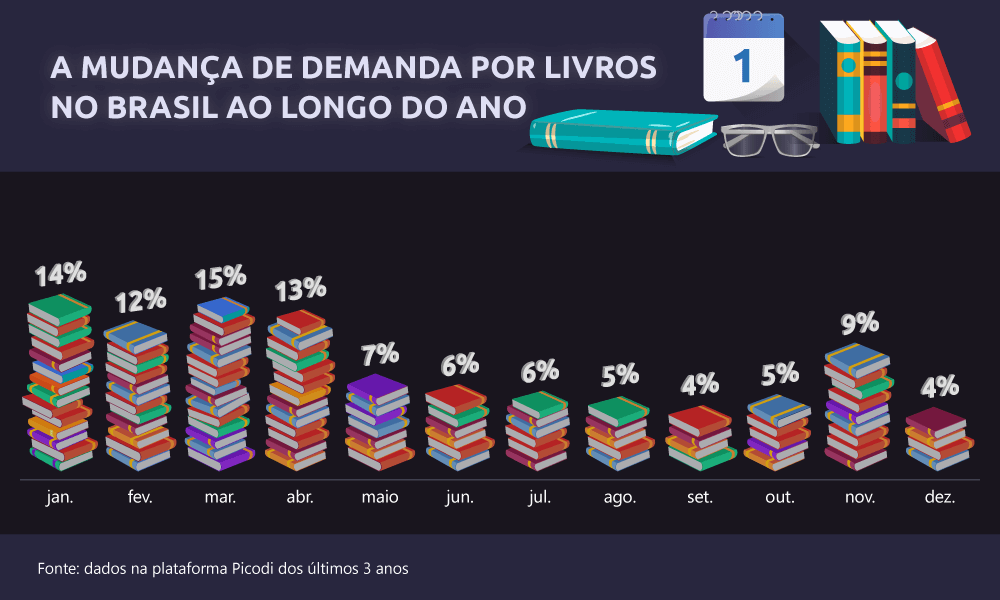 A MUDANÇA DE DEMANDA POR LIVROS
NO BRASIL AO LONGO DO ANO
1
14%
12%
15%
13%
7%
6%
6%
5%
4%
5%
9%
4%
jan.
fev.
mar.
abr.
maio
jun.
jul.
ago.
set.
out.
nov.
dez.
Fonte: dados na plataforma Picodi dos últimos 3 anos